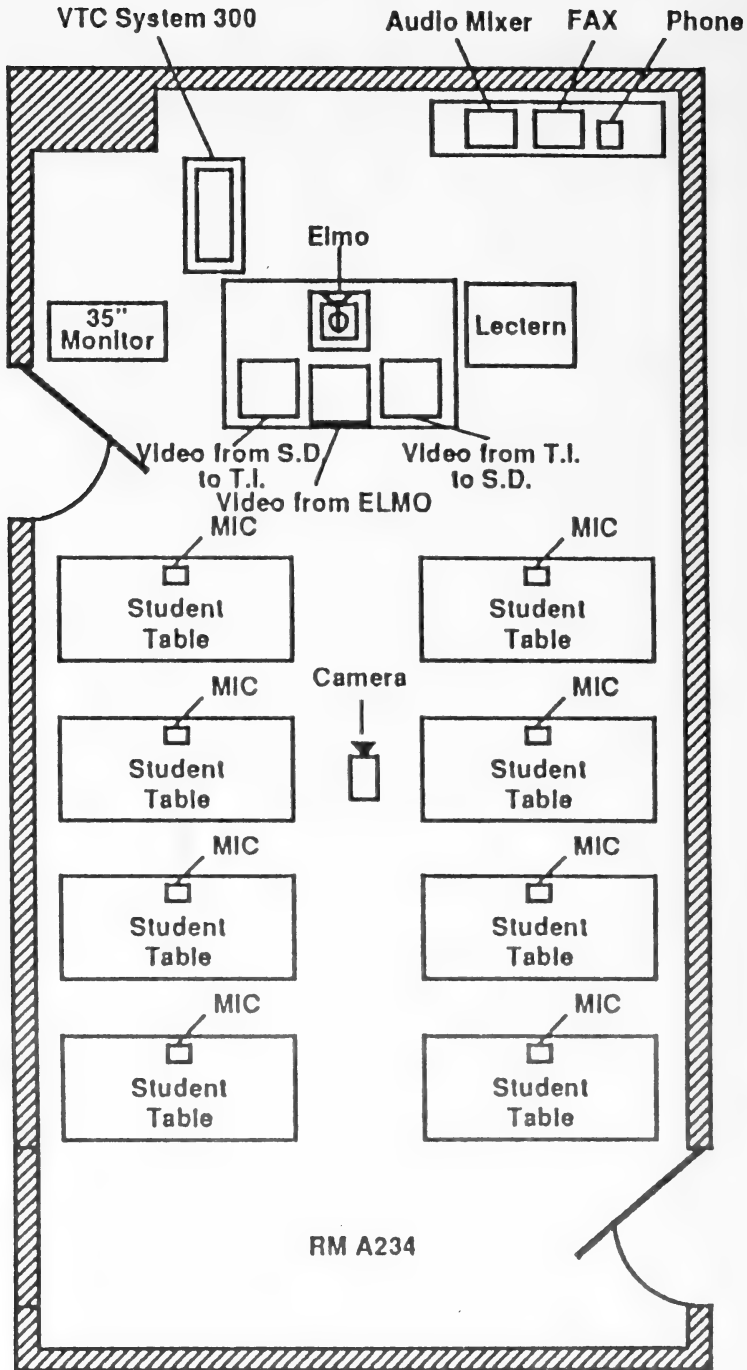 VTC System 300
Audio Mixer
FAX
Phone
Elmo
35"
Monitor
Lectern
Video from S.D.
to T.I.
Video from ELMO
Video from T.I.
to S.D.
MIC
Student
Table
MIC
Student
Table
Camera
MIC
Student
Table
MIC
Student
Table
MIC
Student
Table
MIC
Student
Table
MIC
Student
Table
MIC
Student
Table
RM A234